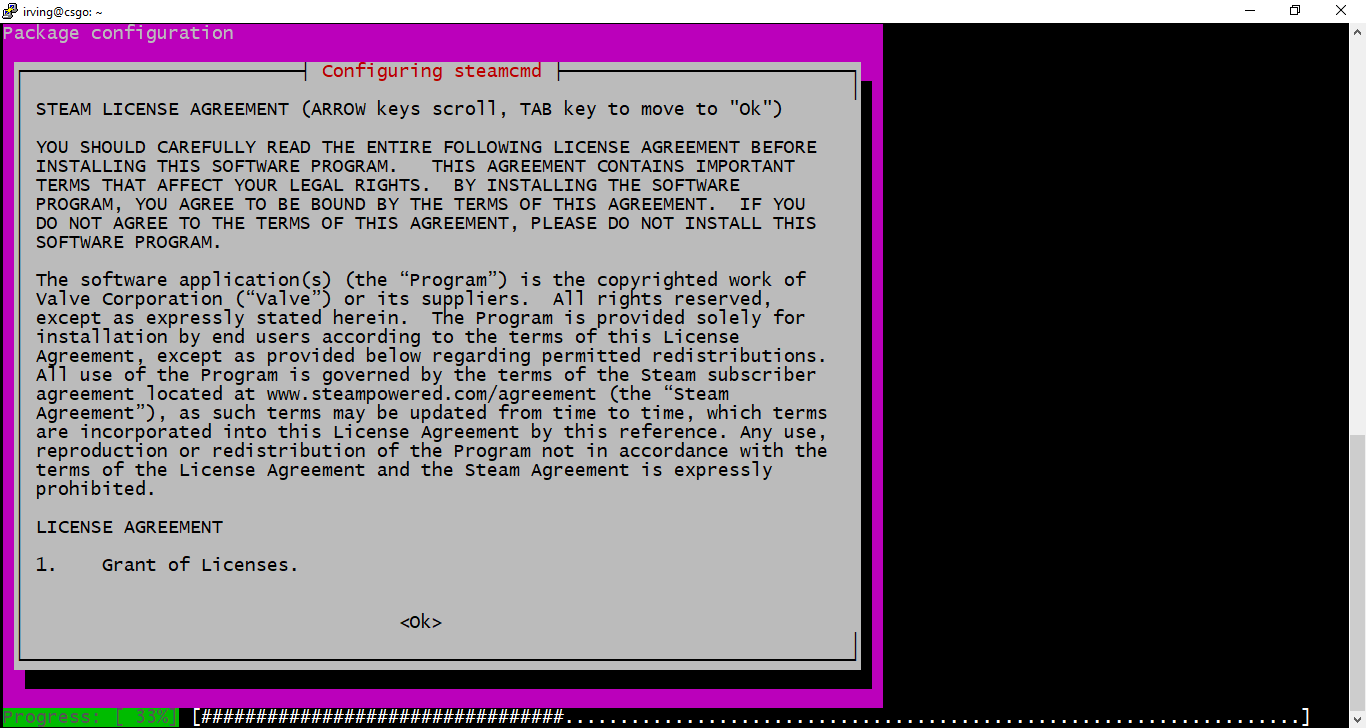 irving@csgo: ~
Package configuration
Configuring steamcmd
STEAM LICENSE AGREEMENT (ARROW keys scroll, TAB key to move to "Ok")
YOU SHOULD CAREFULLY READ THE ENTIRE FOLLOWING LICENSE AGREEMENT BEFORE
INSTALLING THIS SOFTWARE PROGRAM.   THIS AGREEMENT CONTAINS IMPORTANT
TERMS THAT AFFECT YOUR LEGAL RIGHTS.  BY INSTALLING THE SOFTWARE
PROGRAM, YOU AGREE TO BE BOUND BY THE TERMS OF THIS AGREEMENT.  IF YOU
DO NOT AGREE TO THE TERMS OF THIS AGREEMENT, PLEASE DO NOT INSTALL THIS
SOFTWARE PROGRAM.
The software application(s) (the “Program”) is the copyrighted work of
Valve Corporation (“Valve”) or its suppliers.  All rights reserved,
except as expressly stated herein.  The Program is provided solely for
installation by end users according to the terms of this License
Agreement, except as provided below regarding permitted redistributions.
All use of the Program is governed by the terms of the Steam subscriber
agreement located at www.steampowered.com/agreement (the “Steam
Agreement”), as such terms may be updated from time to time, which terms
are incorporated into this License Agreement by this reference. Any use,
reproduction or redistribution of the Program not in accordance with the
terms of the License Agreement and the Steam Agreement is expressly
prohibited.
LICENSE AGREEMENT
1.    Grant of Licenses.
<Ok>
Progress: [ 33%] [#################################...................................................................]